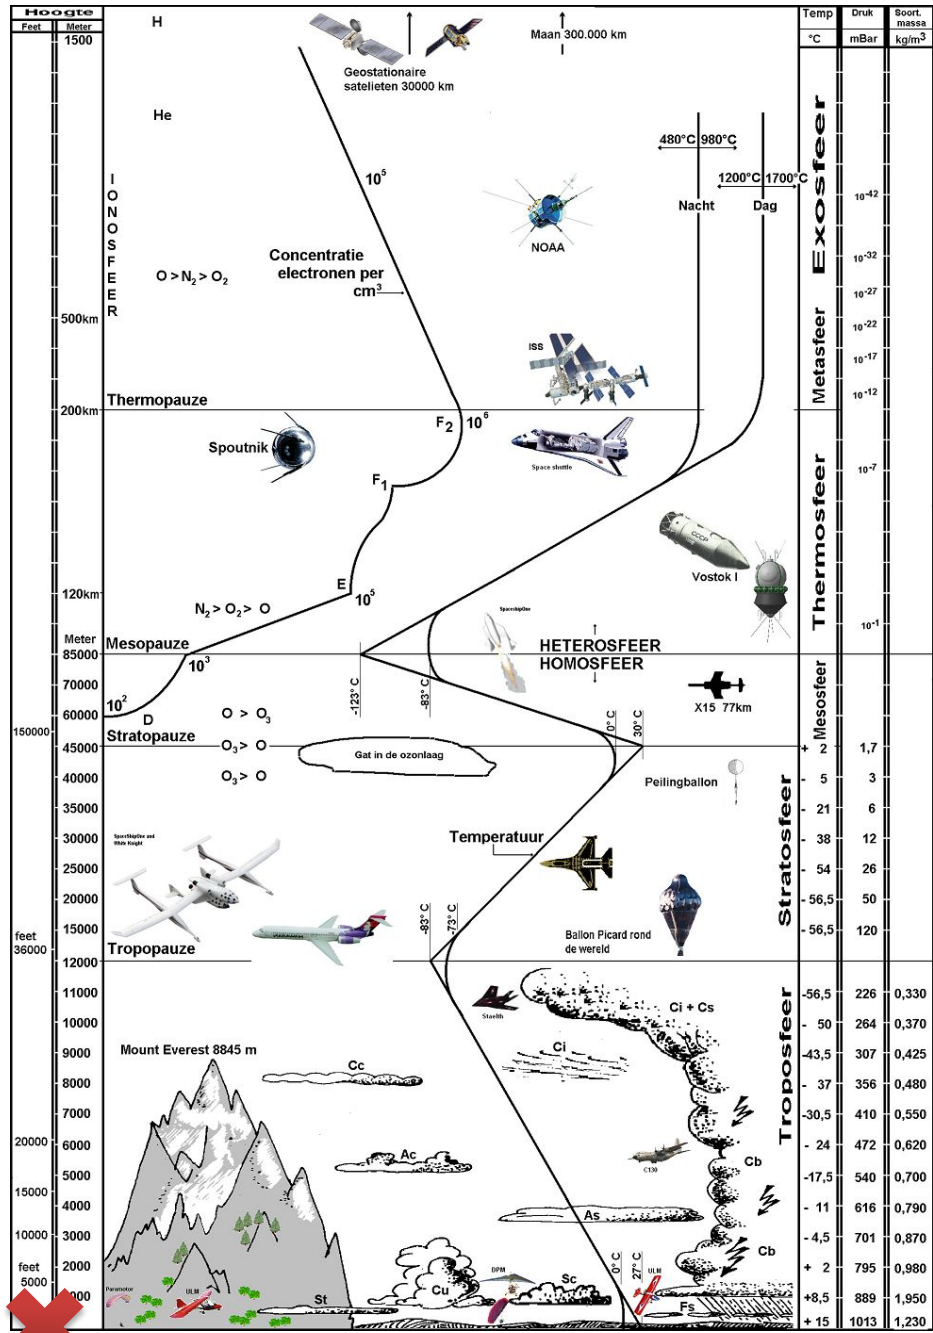 Hoogte
Feet Meter
Temp Druk Soort. massa
°C mBar kg/m3
1500
H
Geostationaire
satelieten 30000 km
Maan 300.000 km
He
480°C 980°C
1200°C 1700°C
Nacht Dag
10⁵
NOAA
IONOSFEER
Concentratie
electronen per
cm³
O > N₂ > O₂
Exosfeer
10-42
10-32
10-27
10-22
10-17
10-12
500km
ISS
Metasfeer
Thermopauze
200km
F₂ 10⁶
Spoutnik
Space shuttle
F₁
10-7
Thermosfeer
CCCP
Vostok I
E
120km
10⁵
N₂ > O₂ > O
SpaceshipOne
10-1
Meter
Mesopauze
85000
10³
HETEROSFEER
HOMOSFEER
-123° C
-83° C
70000
10²
X15 77km
60000
D
O > O₃
0° C
30° C
Mesosfeer
150000
Stratopauze
45000
O₃ > O
Gat in de ozonlaag
+ 2 1,7
40000
O₃ > O
Peilingballon
- 5 3
35000
- 21 6
30000
SpaceShipOne and
White Knight
Temperatuur
- 38 12
25000
- 54 26
Stratosfeer
20000
-83° C
-73° C
- 56,5 50
15000
Ballon Picard rond
de wereld
- 56,5 120
feet
36000
Tropopauze
12000
11000
Staelth
Ci + Cs
-56,5 226 0,330
10000
- 50 264 0,370
9000
Mount Everest 8845 m
Cc
Ci
-43,5 307 0,425
8000
- 37 356 0,480
7000
-30,5 410 0,550
Troposfeer
20000
6000
Ac
C130
- 24 472 0,620
5000
Cb
-17,5 540 0,700
15000
4000
As
- 11 616 0,790
10000
3000
Cb
- 4,5 701 0,870
feet
2000
DPM
0° C
27° C
ULM
+ 2 795 0,980
5000
Paramotor
ULM
Cu
Sc
St
Fs
+8,5 889 1,950
+ 15 1013 1,230